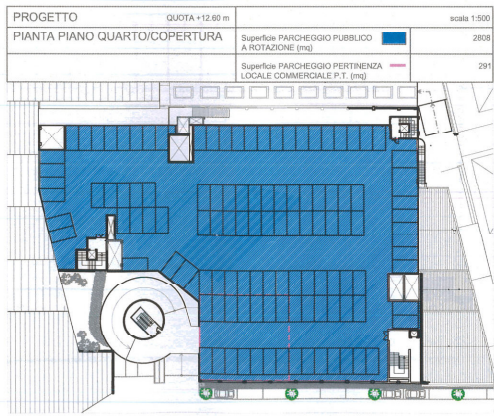 PROGETTO QUOTA +12.60 m scala 1:500
PIANTA PIANO QUARTO/COPERTURA
Superficie PARCHEGGIO PUBBLICO 2808
A ROTAZIONE (mq)
Superficie PARCHEGGIO PERTINENZA 291
LOCALE COMMERCIALE P.T. (mq)